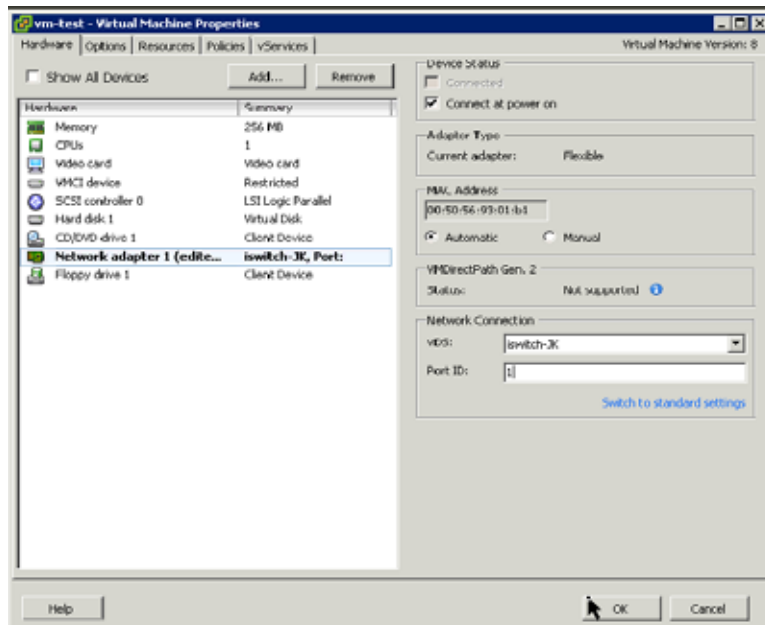 vm-test - Virtual Machine Properties
Hardware Options Resources Policies vServices
Virtual Machine Version: 8
Show All Devices
Add...
Remove
Hardware Summary
Memory 256 MB
CPUs 1
Video card Video card
VMCI device Restricted
SCSI controller 0 LSI Logic Parallel
Hard disk 1 Virtual Disk
CD/DVD drive 1 Client Device
Network adapter 1 (edite... iswitch-JK, Port:
Floppy drive 1 Client Device
Device Status
Connected
Connect at power on
Adapter Type
Current adapter: Flexible
MAC Address
00:50:56:93:01:b1
Automatic Manual
VMDirectPath Gen. 2
Status: Not supported
Network Connection
VDS: iswitch-JK
Port ID: 1
Switch to standard settings
Help
OK
Cancel